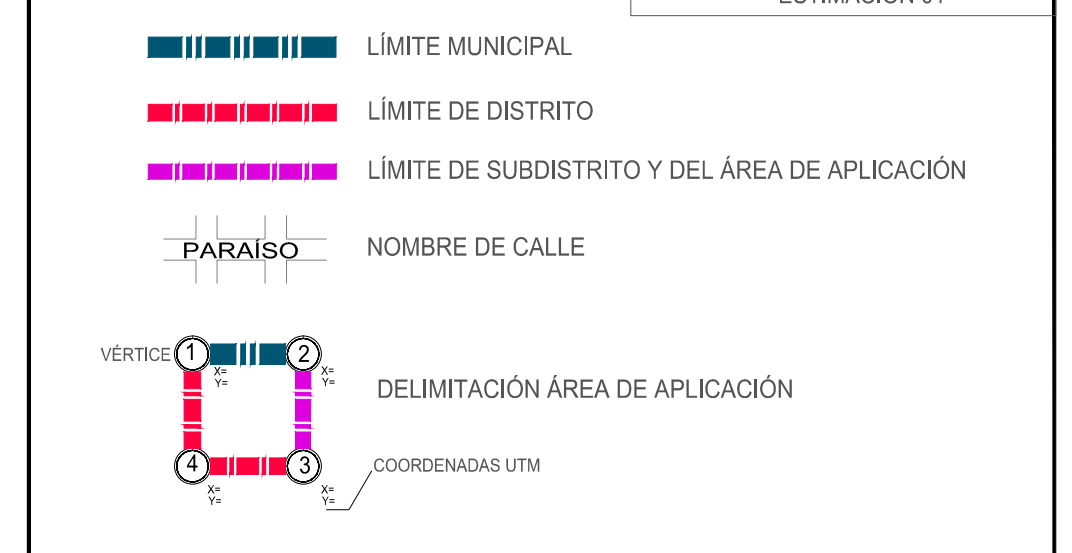 LÍMITE MUNICIPAL
LÍMITE DE DISTRITO
LÍMITE DE SUBDISTRITO Y DEL ÁREA DE APLICACIÓN
PARAÍSO
NOMBRE DE CALLE
VÉRTICE
1
2
X=
Y=
X=
Y=
DELIMITACIÓN ÁREA DE APLICACIÓN
4
3
COORDENADAS UTM
X=
Y=
X=
Y=